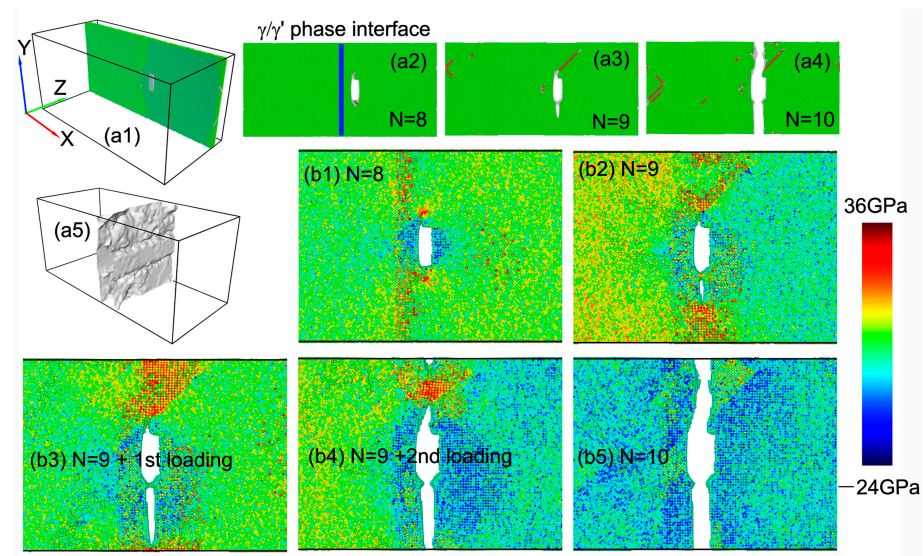 γ/γ' phase interface
Y
Z
X
(a1)
(a2)
N=8
(a3)
N=9
(a4)
N=10
(a5)
(b1) N=8
(b2) N=9
36GPa
24GPa
(b3) N=9 + 1st loading
(b4) N=9 +2nd loading
(b5) N=10